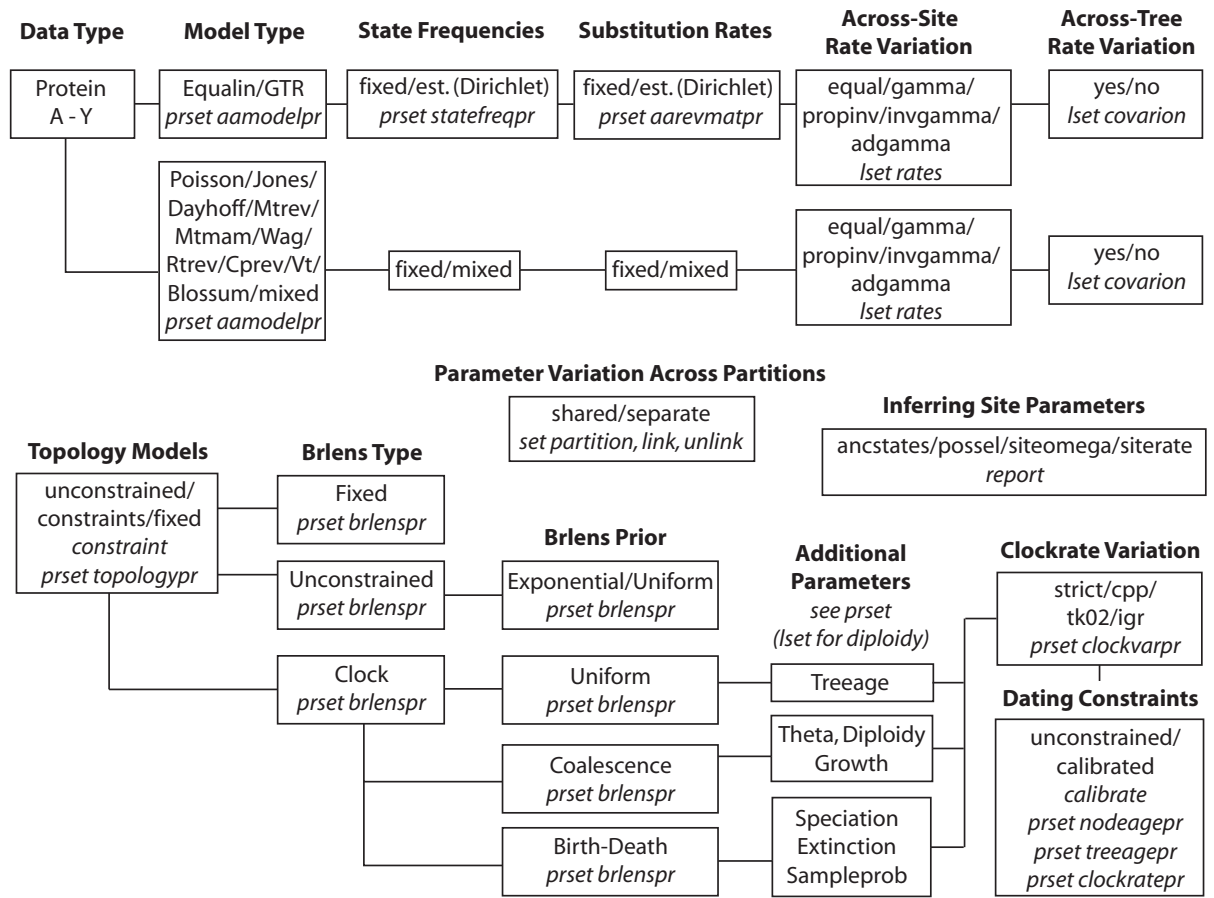 Data Type
Model Type
State Frequencies
Substitution Rates
Across-Site
Rate Variation
Across-Tree
Rate Variation
Protein
A - Y
Equalin/GTR
prset aamodelpr
fixed/est. (Dirichlet)
prset statefreqpr
fixed/est. (Dirichlet)
prset aarevmatpr
equal/gamma/
propinv/invgamma/
adgamma
lset rates
yes/no
lset covarion
Poisson/Jones/
Dayhoff/Mtrev/
Mtmam/Wag/
Rtrev/Cprev/Vt/
Blossum/mixed
prset aamodelpr
fixed/mixed
fixed/mixed
equal/gamma/
propinv/invgamma/
adgamma
lset rates
yes/no
lset covarion
Parameter Variation Across Partitions
shared/separate
set partition, link, unlink
Inferring Site Parameters
ancstates/possel/siteomega/siterate
report
Topology Models
unconstrained/
constraints/fixed
constraint
prset topologypr
Brlens Type
Fixed
prset brlenspr
Unconstrained
prset brlenspr
Clock
prset brlenspr
Brlens Prior
Exponential/Uniform
prset brlenspr
Uniform
prset brlenspr
Coalescence
prset brlenspr
Birth-Death
prset brlenspr
Additional
Parameters
see prset
(lset for diploidy)
Treeage
Theta, Diploidy
Growth
Speciation
Extinction
Sampleprob
Clockrate Variation
strict/cpp/
tk02/igr
prset clockvarpr
Dating Constraints
unconstrained/
calibrated
calibrate
prset nodeagepr
prset treeagepr
prset clockratepr